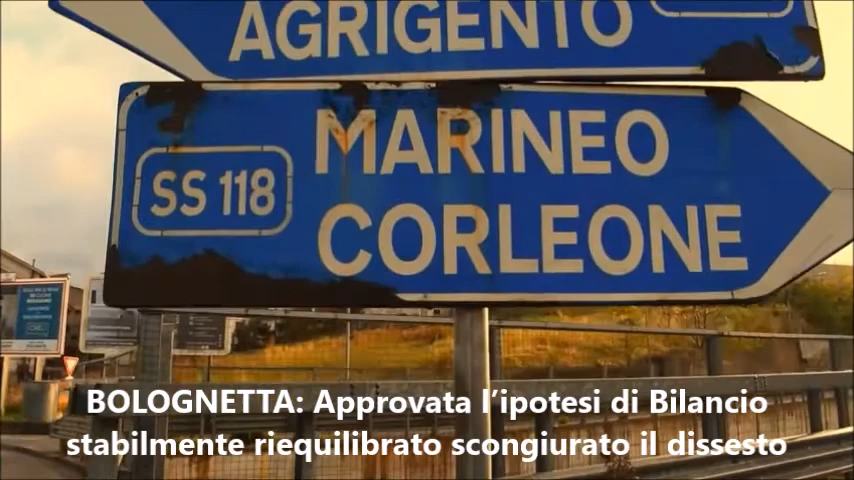 AGRIGENTO
SS 118
MARINEO
CORLEONE
BOLOGNETTA: Approvata l'ipotesi di Bilancio
stabilmente riequilibrato scongiurato il dissesto